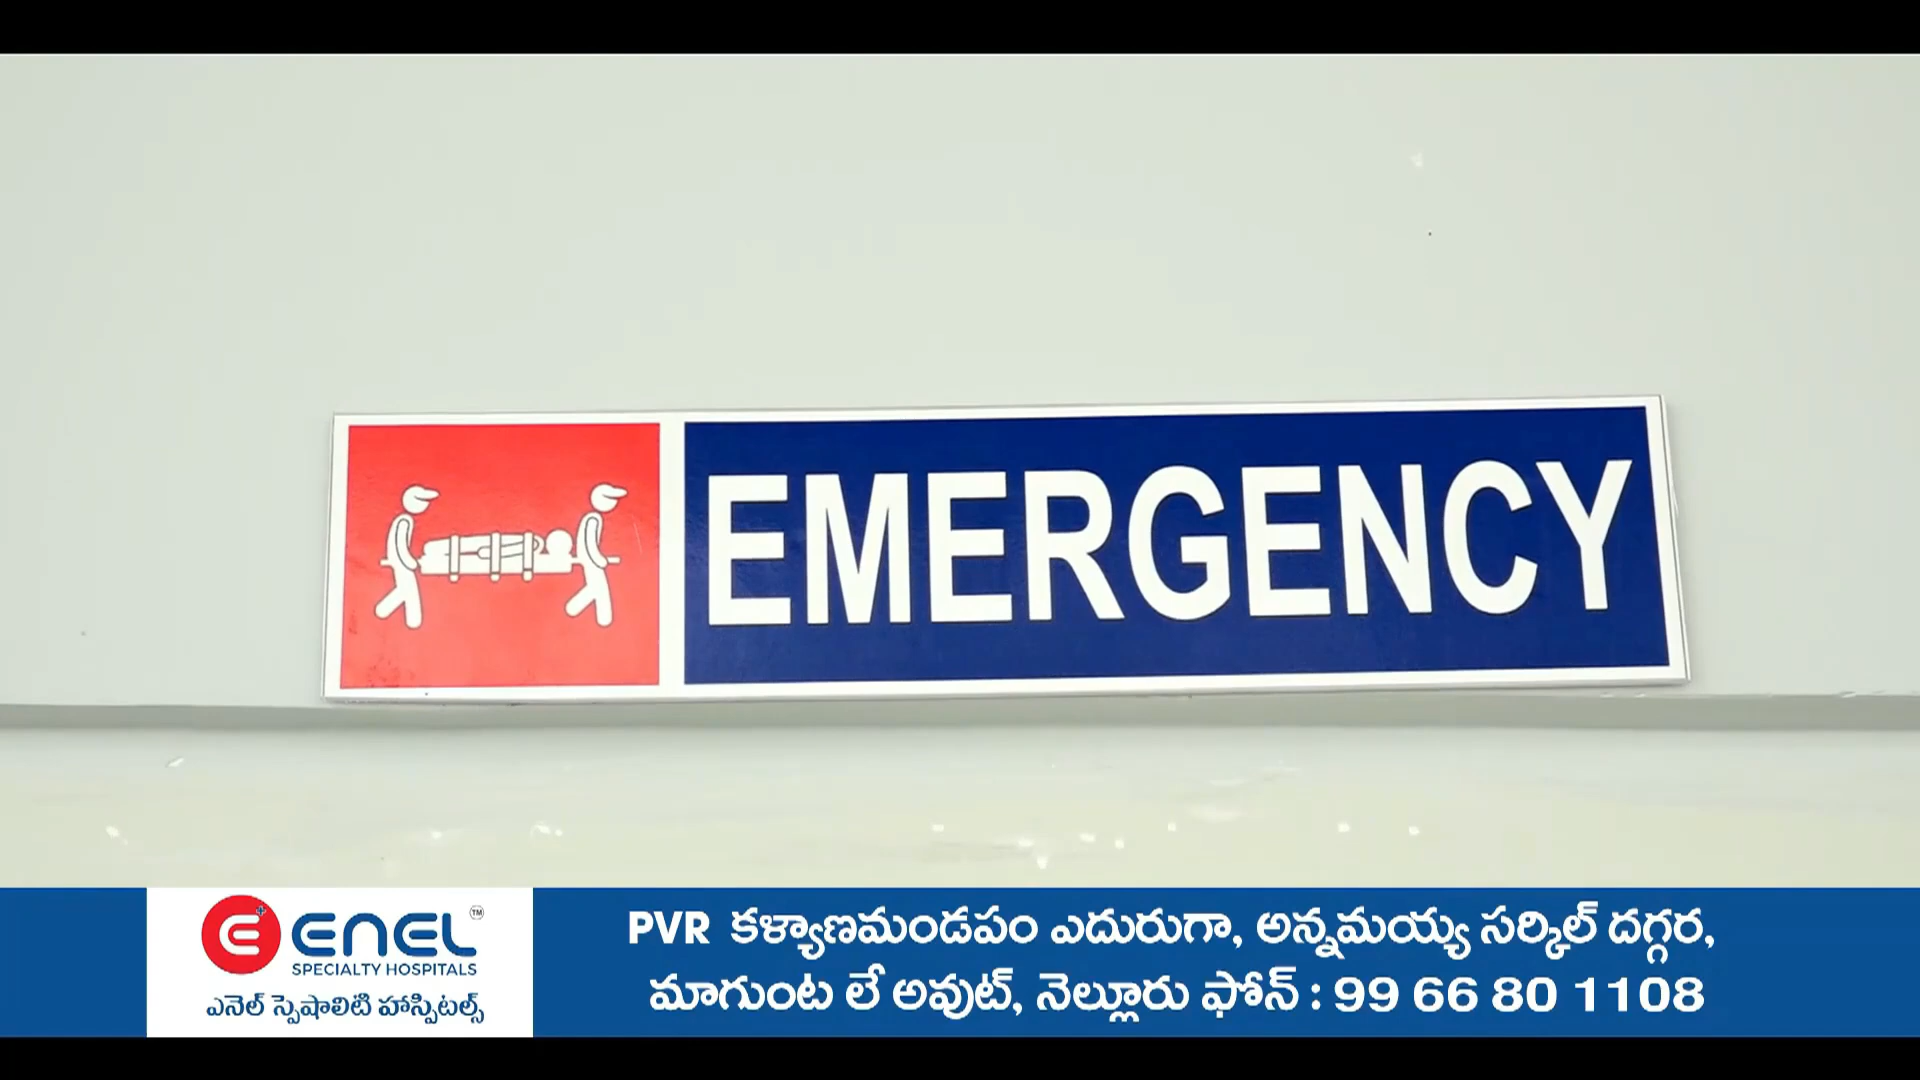 EMERGENCY
ENEL™
SPECIALTY HOSPITALS
ఎనెల్ స్పెషాలిటి హాస్పిటల్స్
PVR కళ్యాణమండపం ఎదురుగా, అన్నమయ్య సర్కిల్ దగ్గర,
మాగుంట లే అవుట్, నెల్లూరు ఫోన్ : 99 66 80 1108